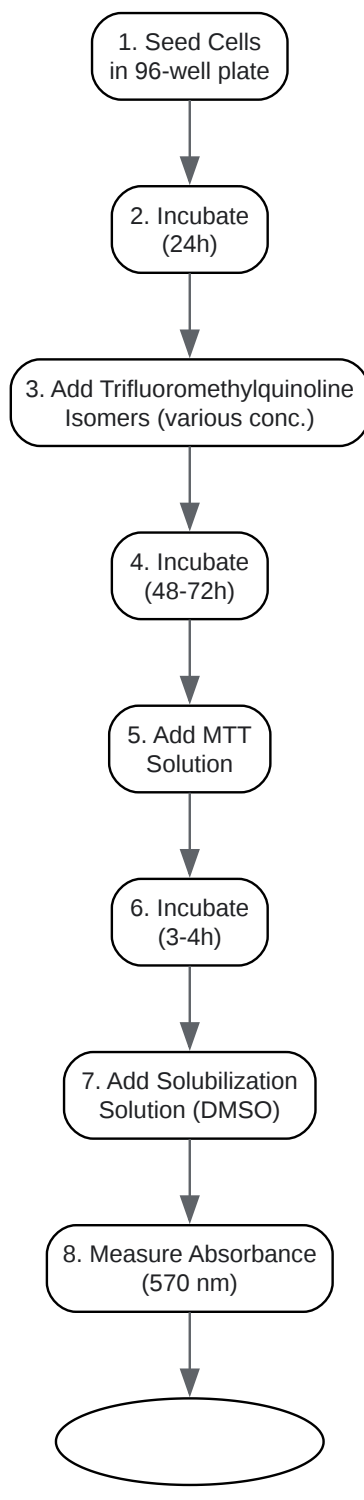 1. Seed Cells
in 96-well plate
2. Incubate
(24h)
3. Add Trifluoromethylquinoline
Isomers (various conc.)
4. Incubate
(48-72h)
5. Add MTT
Solution
6. Incubate
(3-4h)
7. Add Solubilization
Solution (DMSO)
8. Measure Absorbance
(570 nm)